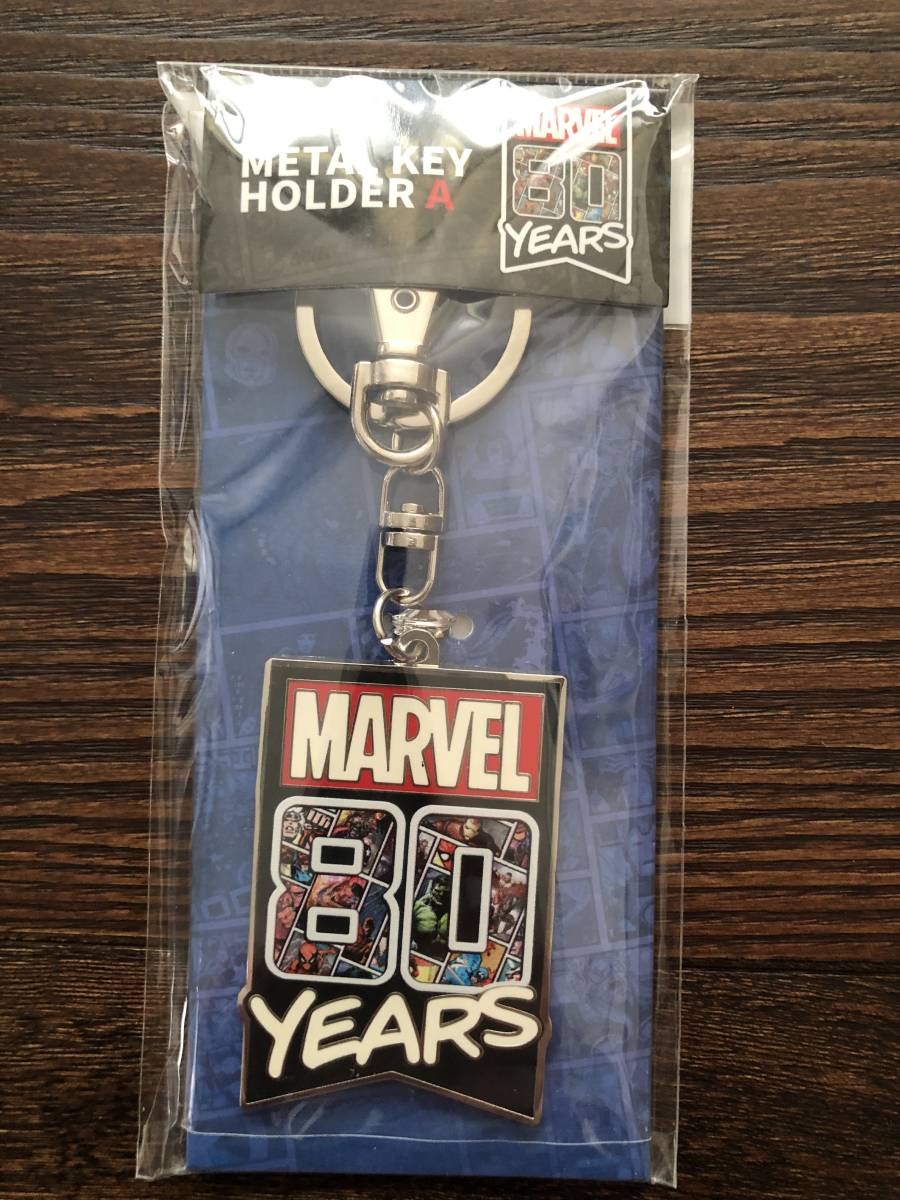 METAL KEY
HOLDER A
MARVEL
80
YEARS
MARVEL
80
YEARS